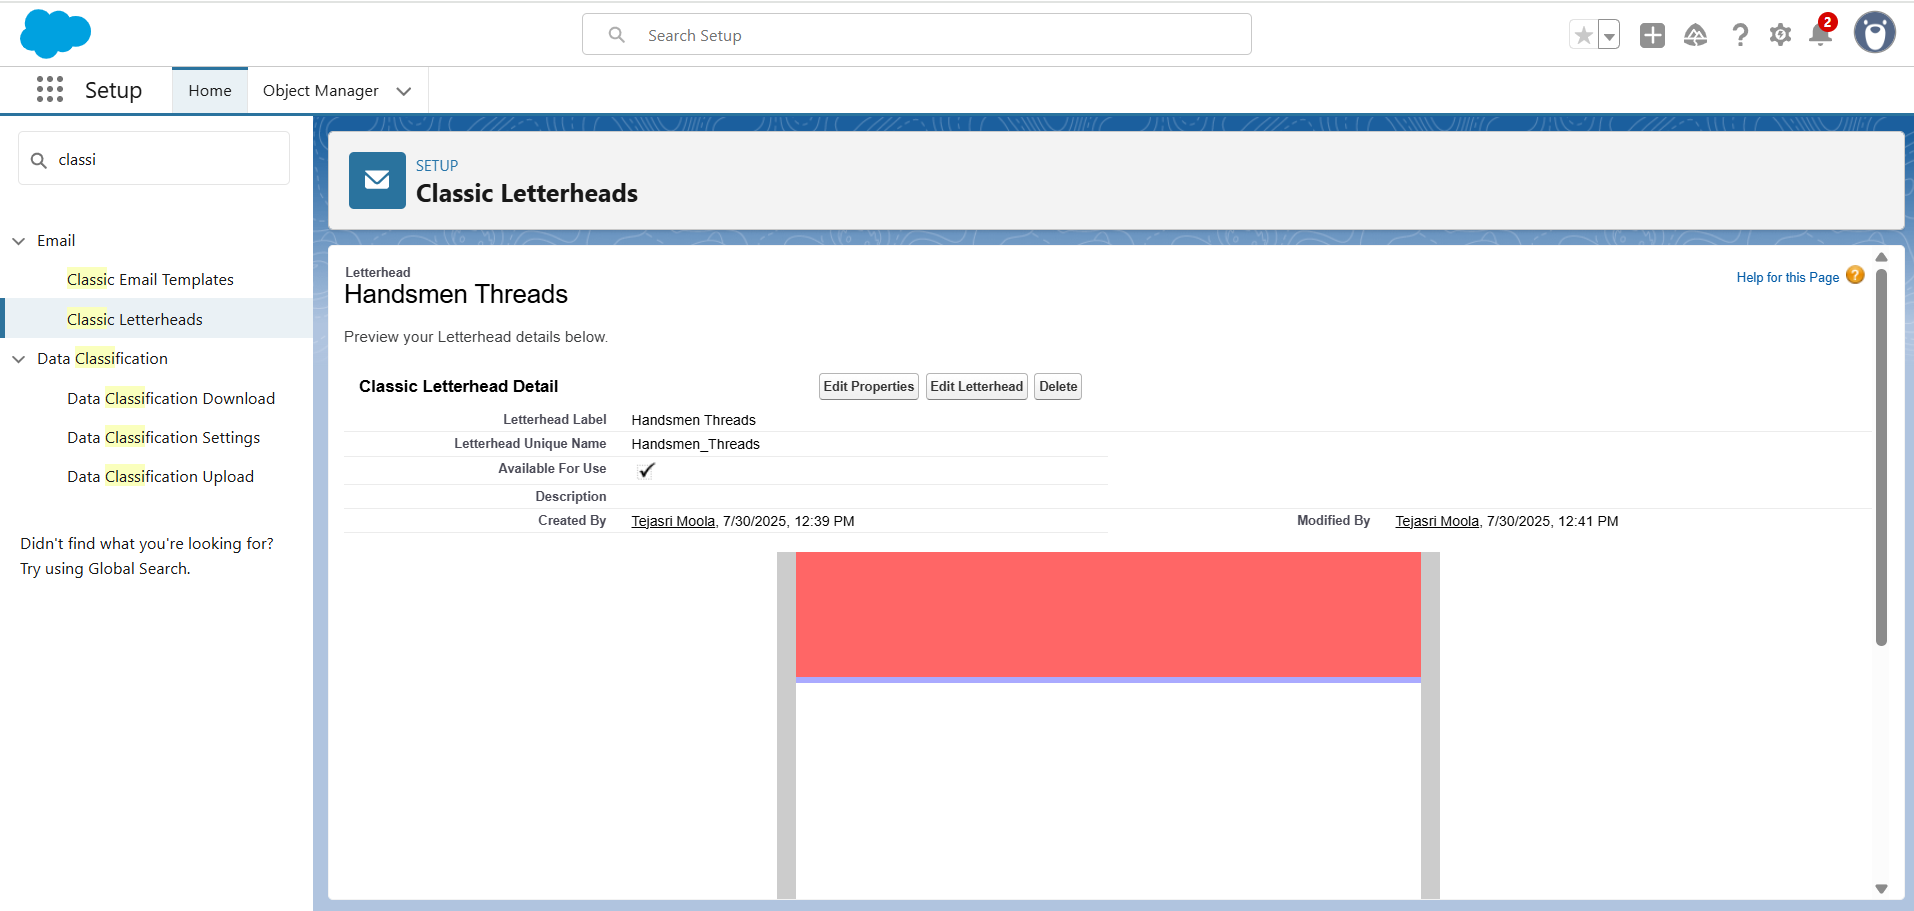 Search Setup
2
Setup
Home
Object Manager
classi
Email
Classic Email Templates
Classic Letterheads
Data Classification
Data Classification Download
Data Classification Settings
Data Classification Upload
Didn't find what you're looking for?
Try using Global Search.
SETUP
Classic Letterheads
Letterhead
Handsmen Threads
Help for this Page ?
Preview your Letterhead details below.
Classic Letterhead Detail
Edit Properties Edit Letterhead Delete
Letterhead Label Handsmen Threads
Letterhead Unique Name Handsmen_Threads
Available For Use
Description
Created By Tejasri Moola, 7/30/2025, 12:39 PM
Modified By Tejasri Moola, 7/30/2025, 12:41 PM